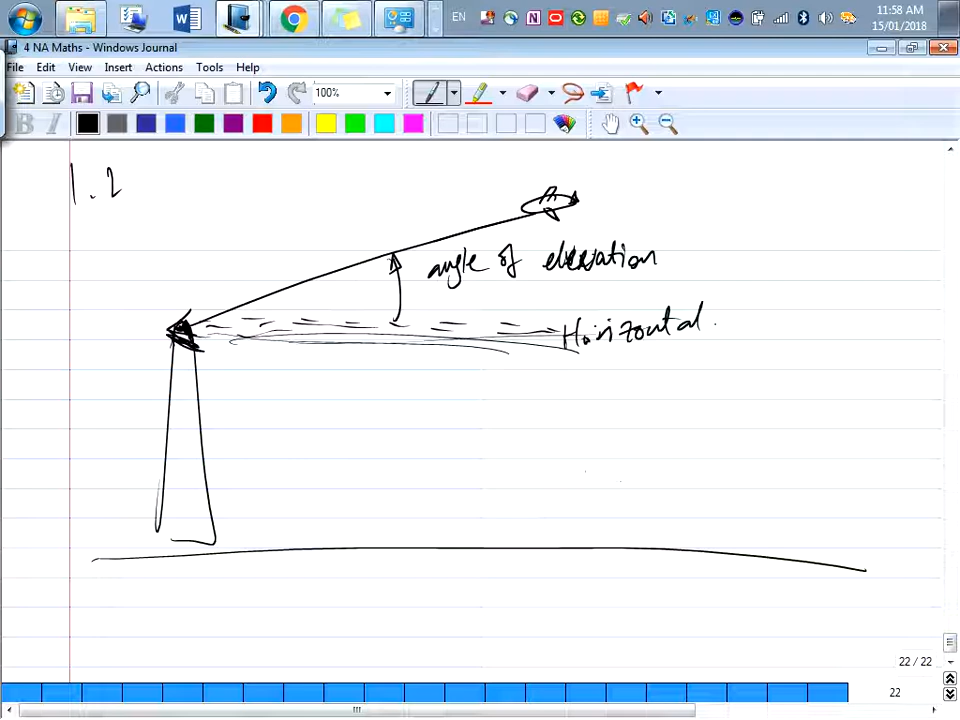 EN
11:58 AM
15/01/2018
4 NA Maths - Windows Journal
File Edit View Insert Actions Tools Help
100%
B I
1.2
angle of elevation
Horizontal.
22 / 22
22